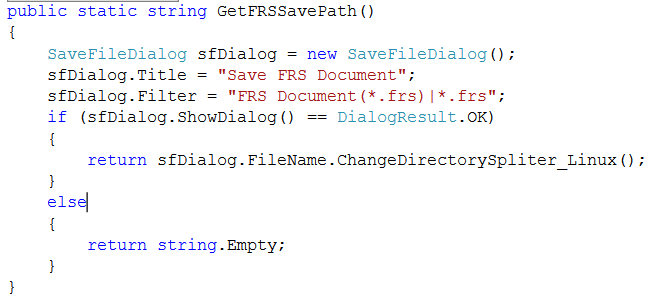 public static string GetFRSSavePath()
{
    SaveFileDialog sfDialog = new SaveFileDialog();
    sfDialog.Title = "Save FRS Document";
    sfDialog.Filter = "FRS Document(*.frs)|*.frs";
    if (sfDialog.ShowDialog() == DialogResult.OK)
    {
        return sfDialog.FileName.ChangeDirectorySpliter_Linux();
    }
    else
    {
        return string.Empty;
    }
}